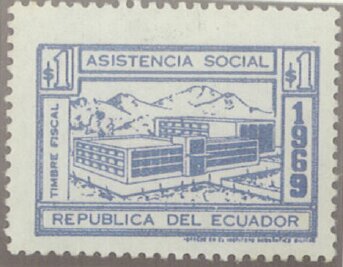 $1 ASISTENCIA SOCIAL $1
TIMBRE FISCAL
1969
REPUBLICA DEL ECUADOR